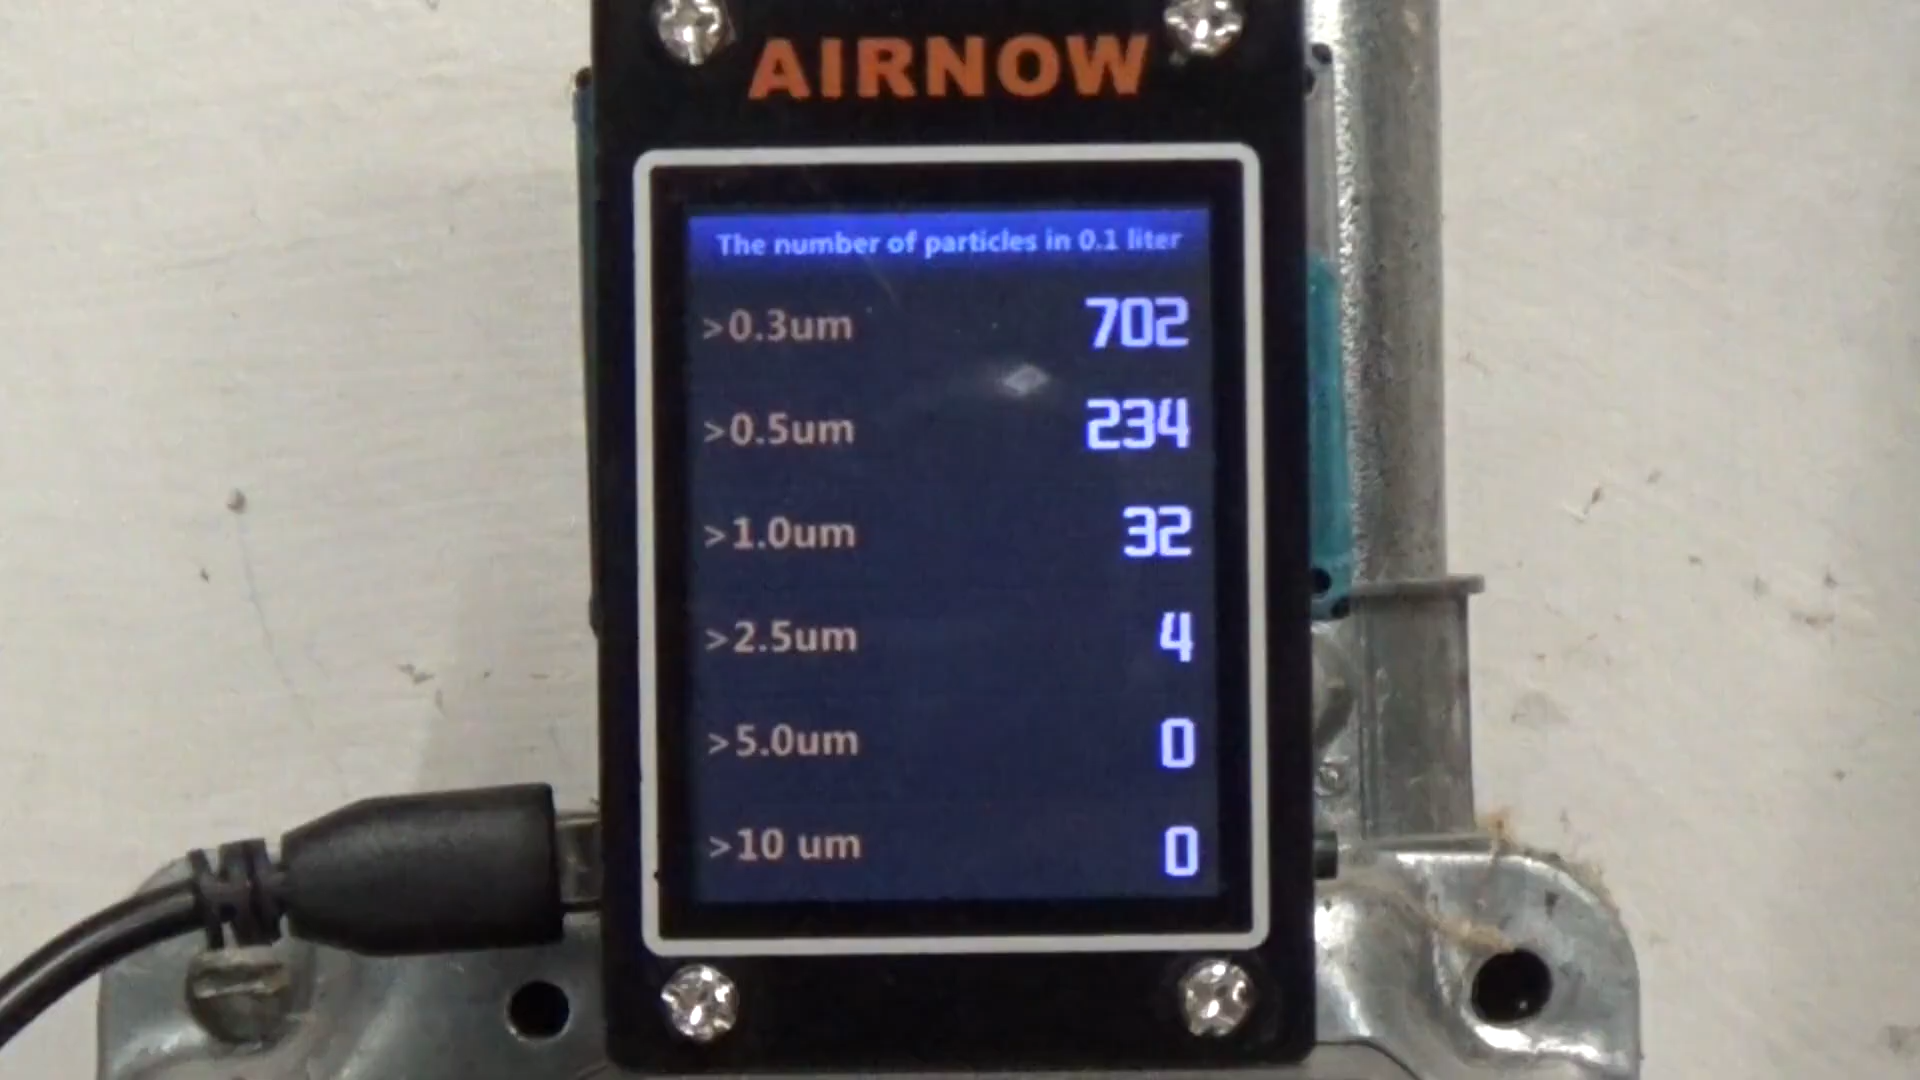 AIRNOW
The number of particles in 0.1 liter
>0.3um 702
>0.5um 234
>1.0um 32
>2.5um 4
>5.0um 0
>10 um 0